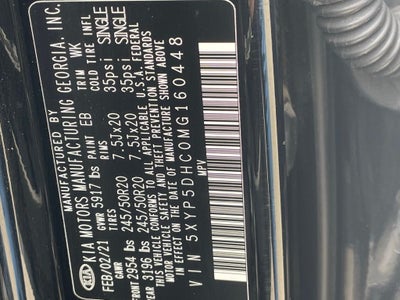 MANUFACTURED BY
KIA MOTORS MANUFACTURING GEORGIA, INC.
FEB/02/21 GVWR 5917 lbs PAINT EB TRIM WK
GAWR TIRES RIMS COLD TIRE INFL
FRONT 2954 lbs 245/50R20 7.5Jx20 35psi SINGLE
REAR 3196 lbs 245/50R20 7.5Jx20 35psi SINGLE
THIS VEHICLE CONFORMS TO ALL APPLICABLE U.S.A FEDERAL
MOTOR VEHICLE SAFETY AND THEFT PREVENTION STANDARDS
IN EFFECT ON THE DATE OF MANUFACTURE SHOWN ABOVE
VIN 5XYP5DHC0MG160448
MPV